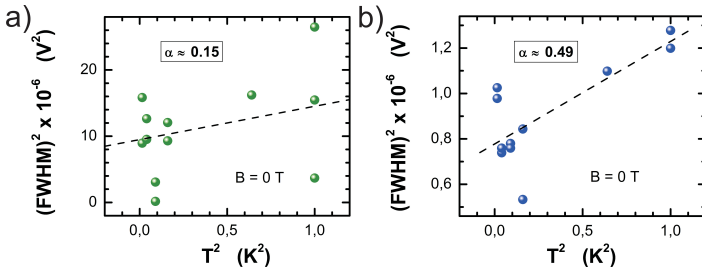 a)
α ≈ 0.15
(FWHM)² x 10⁻⁶ (V²)
20
10
0
B = 0 T
0,0
0,5
1,0
T² (K²)
b)
α ≈ 0.49
(FWHM)² x 10⁻⁶ (V²)
1,2
1,0
0,8
0,6
B = 0 T
0,0
0,5
1,0
T² (K²)